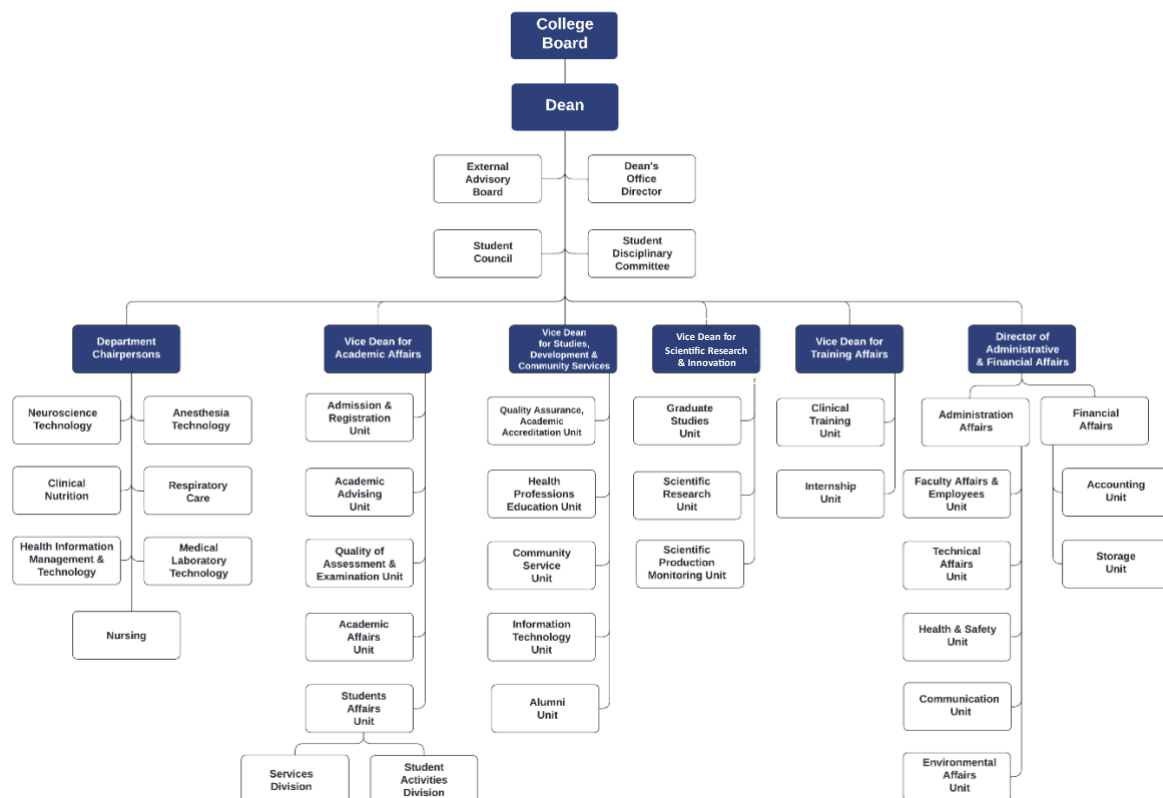 College
Board
Dean
External
Advisory
Board
Dean's
Office
Director
Student
Council
Student
Disciplinary
Committee
Department
Chairpersons
Vice Dean for
Academic Affairs
Vice Dean
for Studies,
Development &
Community Services
Vice Dean for
Scientific Research
& Innovation
Vice Dean for
Training Affairs
Director of
Administrative
& Financial Affairs
Neuroscience
Technology
Anesthesia
Technology
Clinical
Nutrition
Respiratory
Care
Health Information
Management &
Technology
Medical
Laboratory
Technology
Nursing
Admission &
Registration
Unit
Academic
Advising
Unit
Quality of
Assessment &
Examination Unit
Academic
Affairs
Unit
Students
Affairs
Unit
Services
Division
Student
Activities
Division
Quality Assurance,
Academic
Accreditation Unit
Health
Professions
Education Unit
Community
Service
Unit
Information
Technology
Unit
Alumni
Unit
Graduate
Studies
Unit
Scientific
Research
Unit
Scientific
Production
Monitoring Unit
Clinical
Training
Unit
Internship
Unit
Administration
Affairs
Financial
Affairs
Faculty Affairs &
Employees
Unit
Technical
Affairs
Unit
Health & Safety
Unit
Communication
Unit
Environmental
Affairs
Unit
Accounting
Unit
Storage
Unit